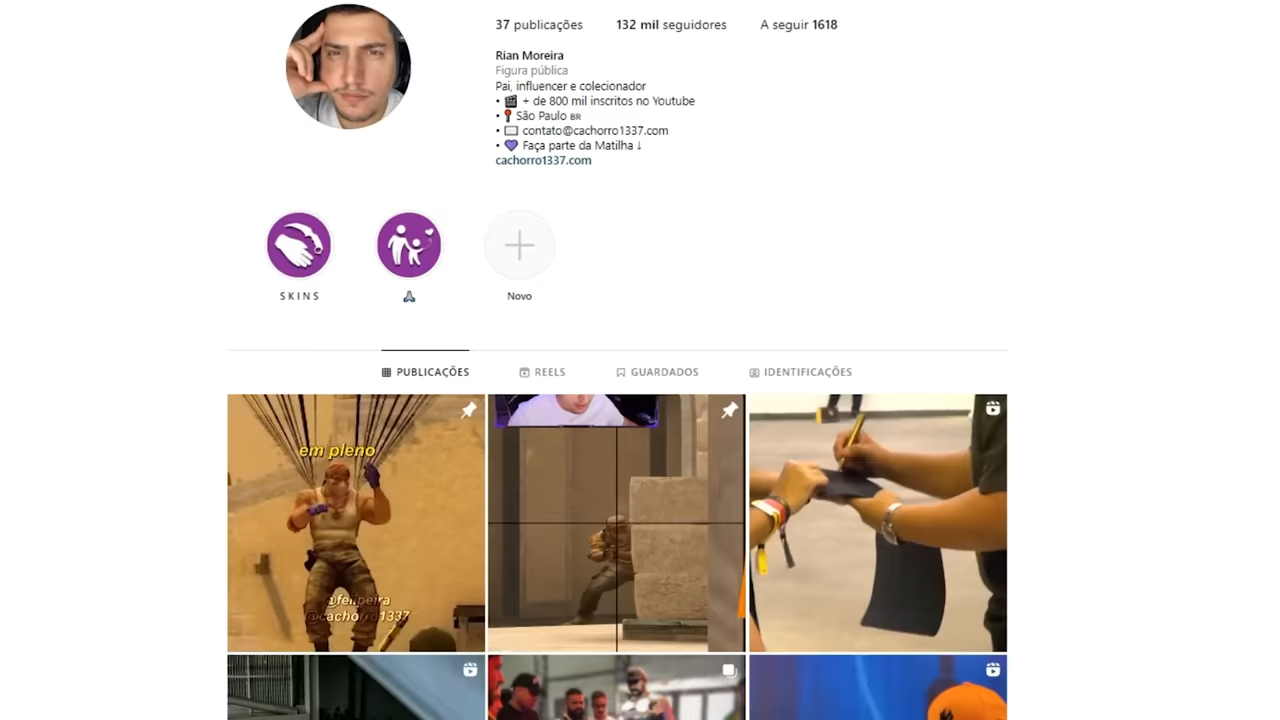 37 publicações 132 mil seguidores A seguir 1618
Rian Moreira
Figura pública
Pai, influencer e colecionador
• 🎬 + de 800 mil inscritos no Youtube
• 📍 São Paulo BR
• contato@cachorro1337.com
• 💜 Faça parte da Matilha ↓
cachorro1337.com
S K I N S
Novo
PUBLICAÇÕES REELS GUARDADOS IDENTIFICAÇÕES
em pleno
@felipeira
@cachorro1337